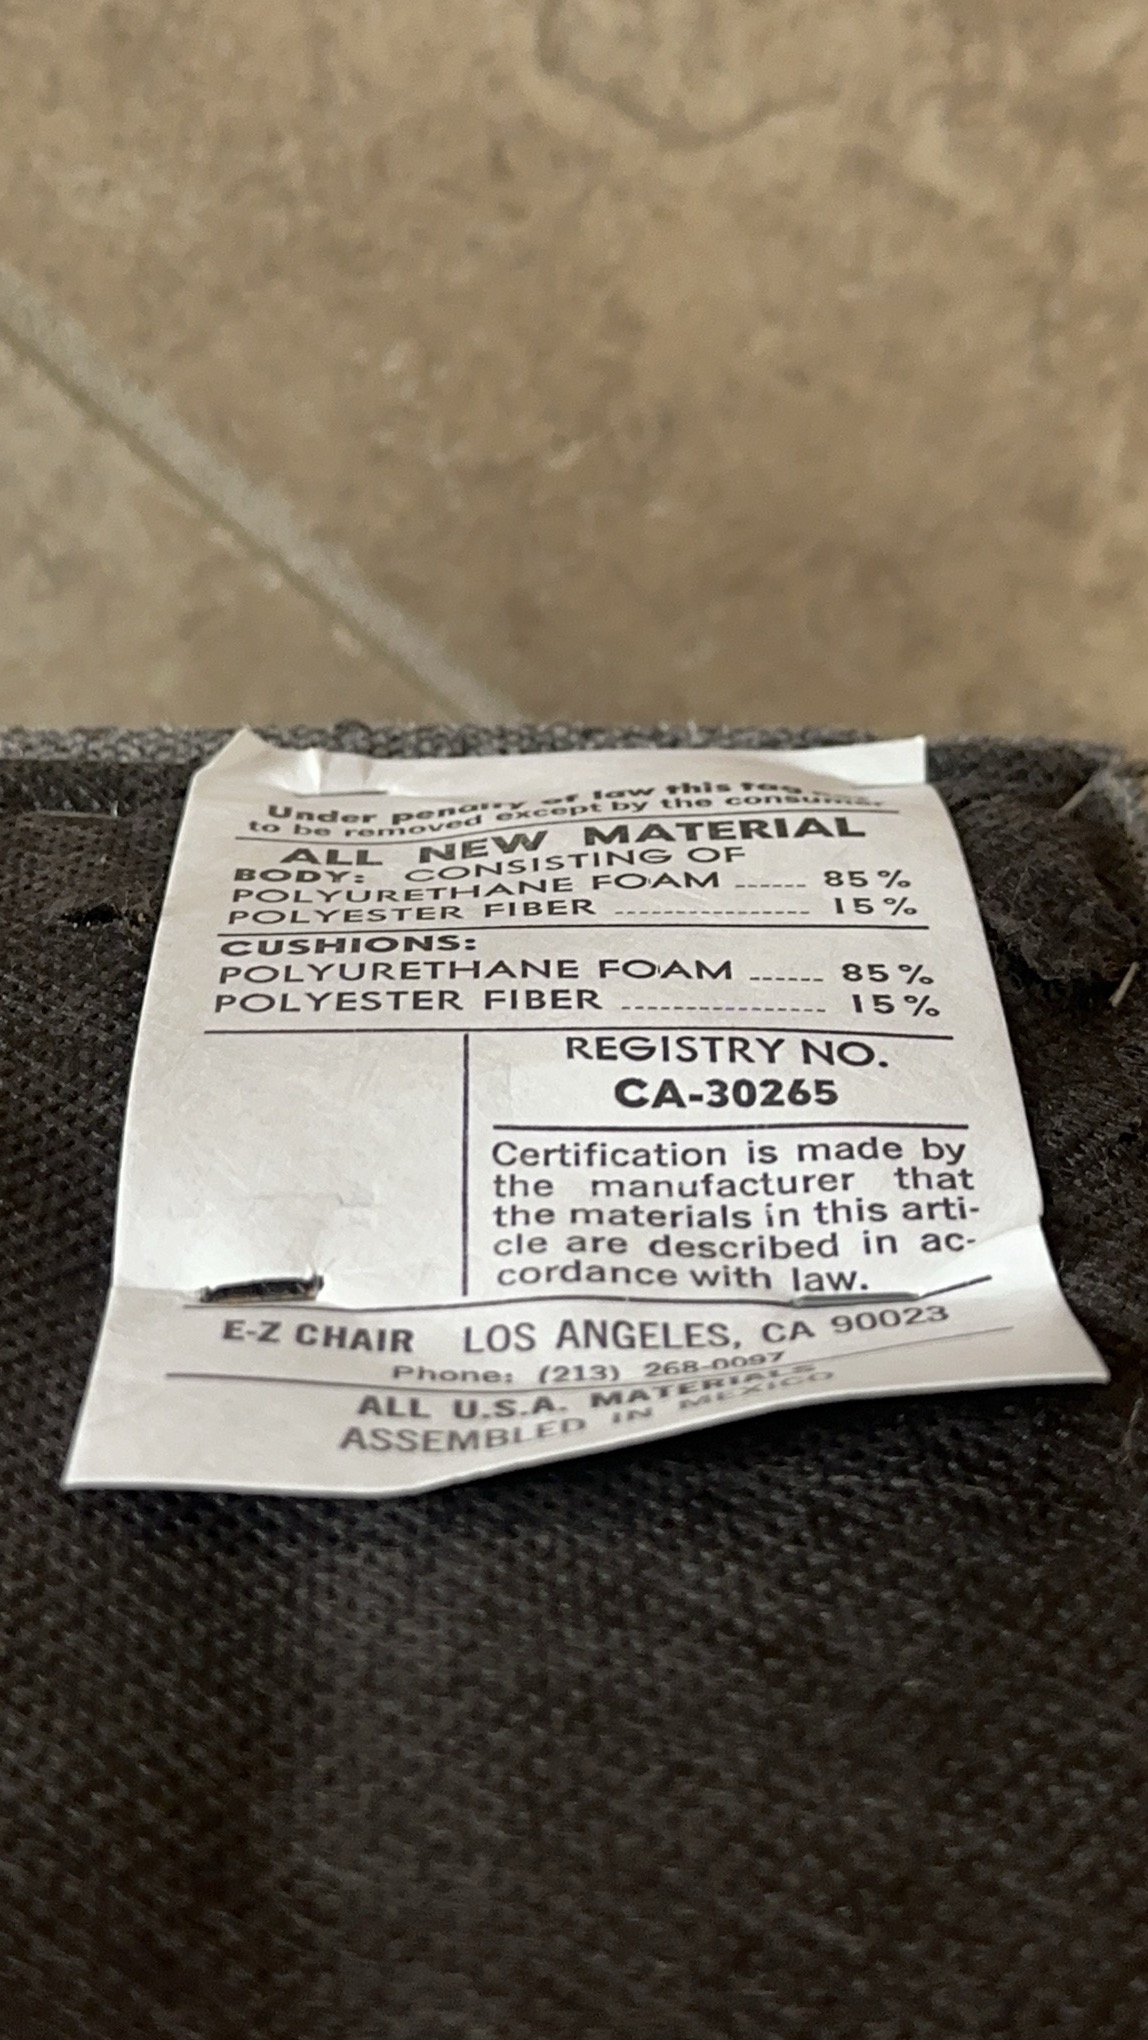 Under penalty of law this tag
to be removed except by the consumer
ALL NEW MATERIAL
BODY: CONSISTING OF
POLYURETHANE FOAM ------ 85%
POLYESTER FIBER ---------------- 15%
CUSHIONS:
POLYURETHANE FOAM ------ 85%
POLYESTER FIBER ---------------- 15%
REGISTRY NO.
CA-30265
Certification is made by
the manufacturer that
the materials in this arti-
cle are described in ac-
cordance with law.
E-Z CHAIR LOS ANGELES, CA 90023
Phone: (213) 268-0097
ALL U.S.A. MATERIALS
ASSEMBLED IN MEXICO